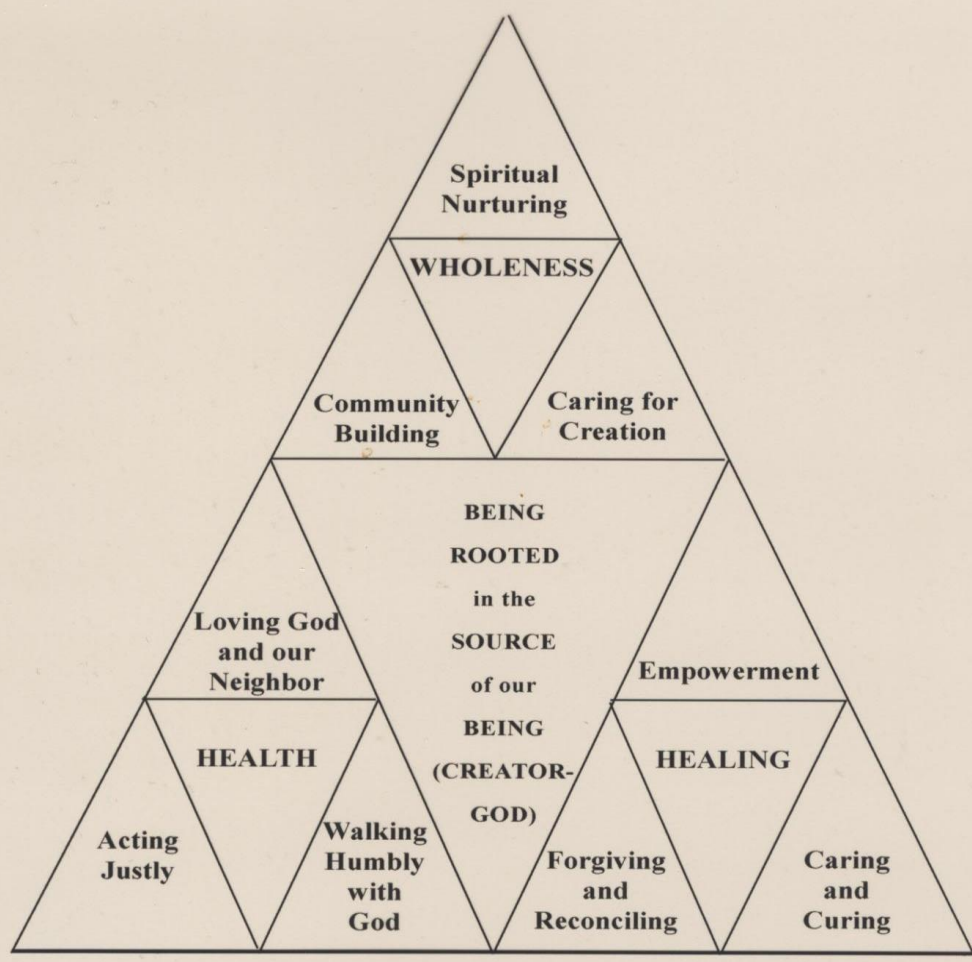 Spiritual
Nurturing
WHOLENESS
Community
Building
Caring for
Creation
BEING
ROOTED
in the
SOURCE
of our
BEING
(CREATOR-
GOD)
Loving God
and our
Neighbor
Empowerment
HEALTH
HEALING
Acting
Justly
Walking
Humbly
with
God
Forgiving
and
Reconciling
Caring
and
Curing